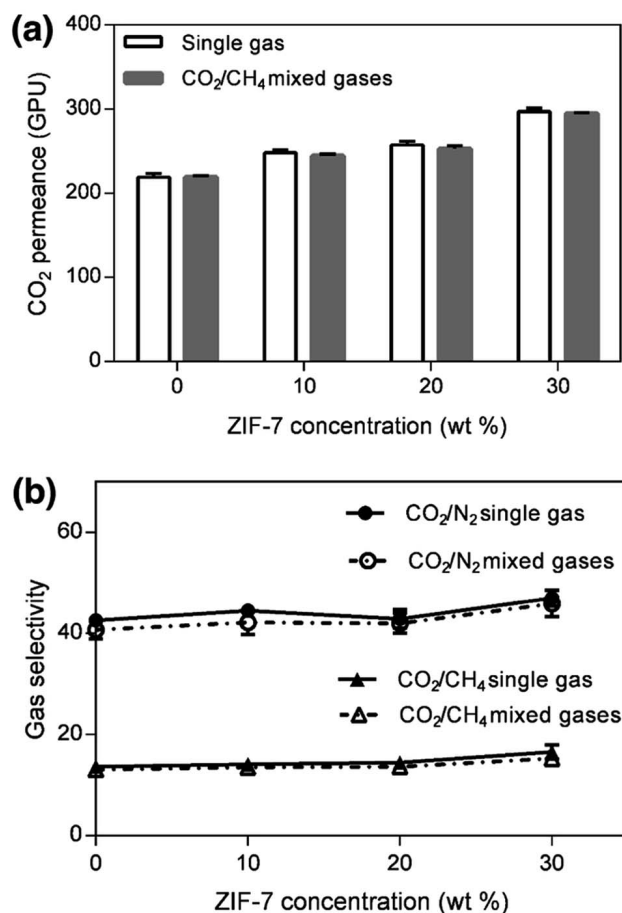 (a)
400
Single gas
CO2/CH4 mixed gases
300
200
100
0
CO2 permeance (GPU)
0 10 20 30
ZIF-7 concentration (wt %)
(b)
60
CO2/N2 single gas
CO2/N2 mixed gases
40
CO2/CH4 single gas
CO2/CH4 mixed gases
20
0
Gas selectivity
0 10 20 30
ZIF-7 concentration (wt %)